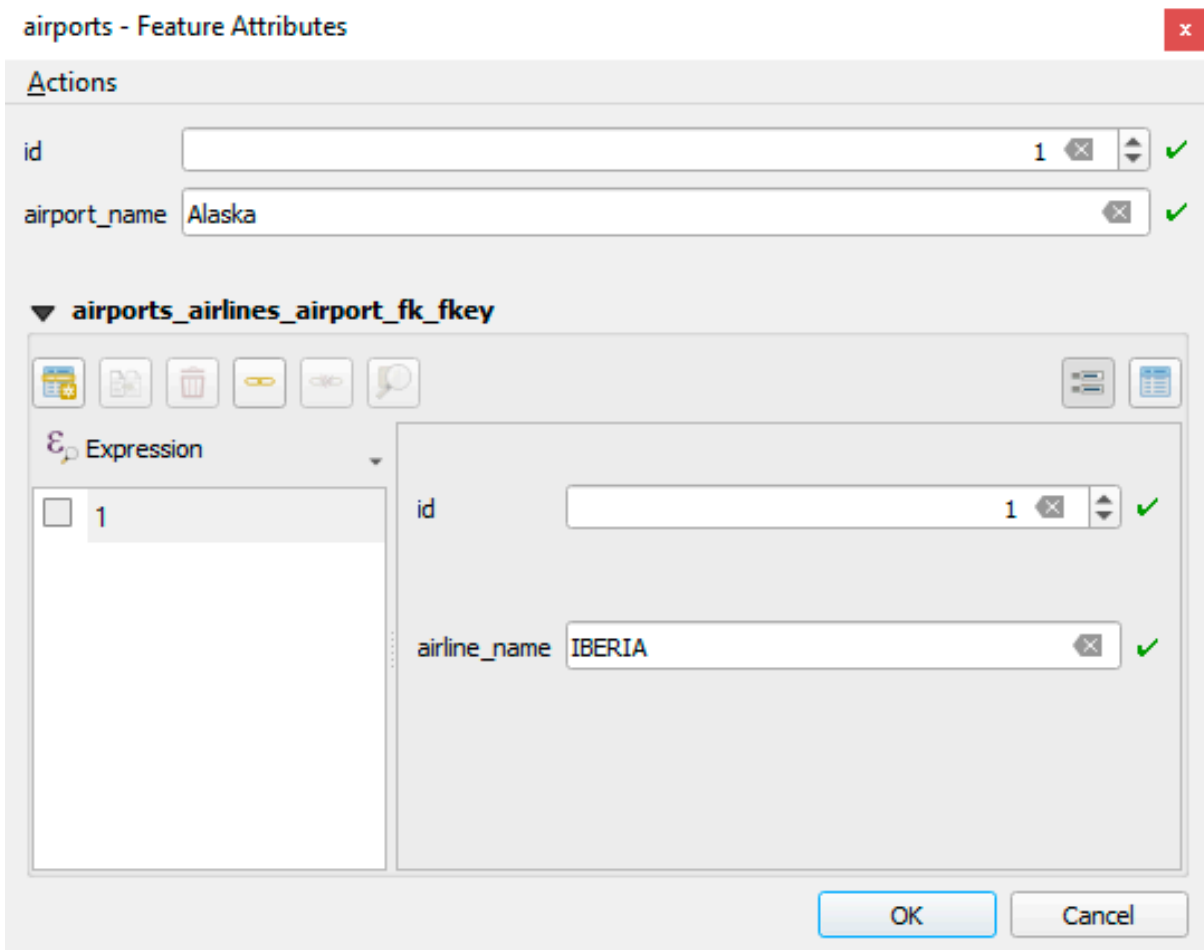 airports - Feature Attributes
x
Actions
id 1
airport_name Alaska
airports_airlines_airport_fk_fkey
ε Expression
1
id 1
airline_name IBERIA
OK Cancel